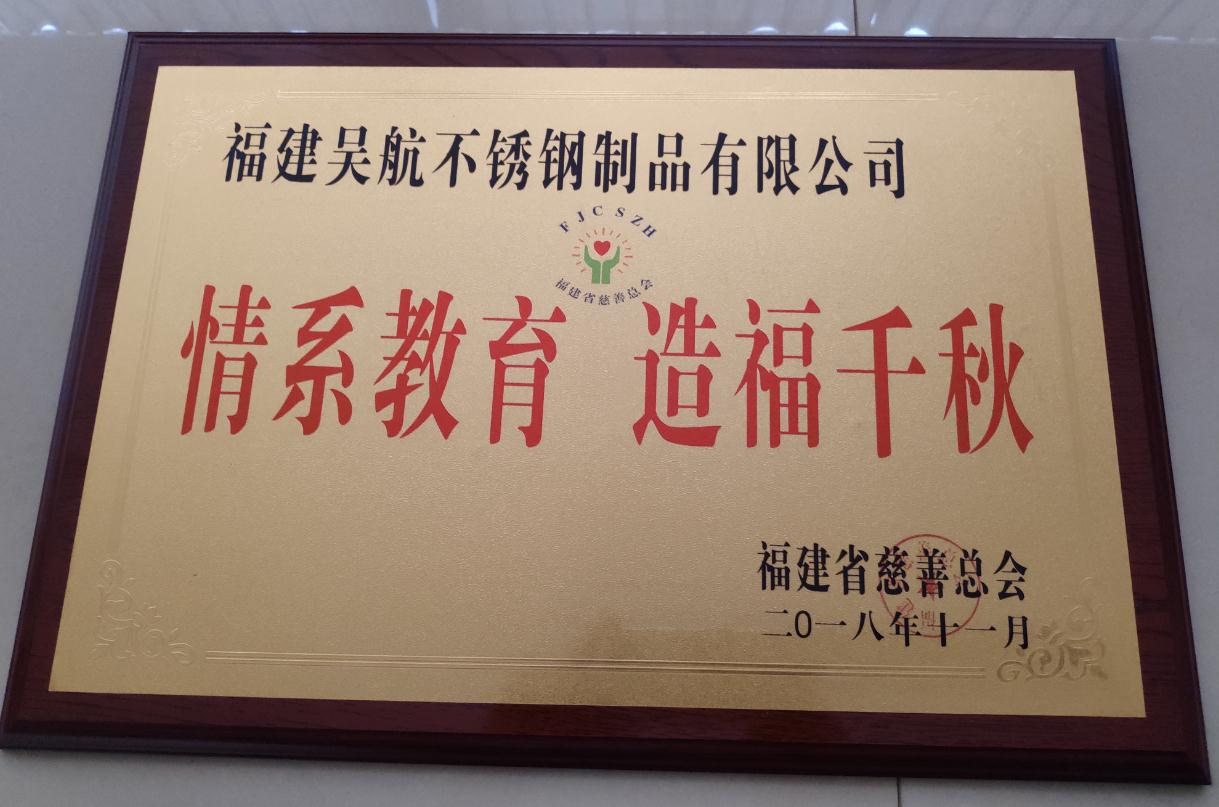 福建吴航不锈钢制品有限公司
FJCSZH
福建省慈善总会
情系教育 造福千秋
福建省慈善总会
二0一八年十一月